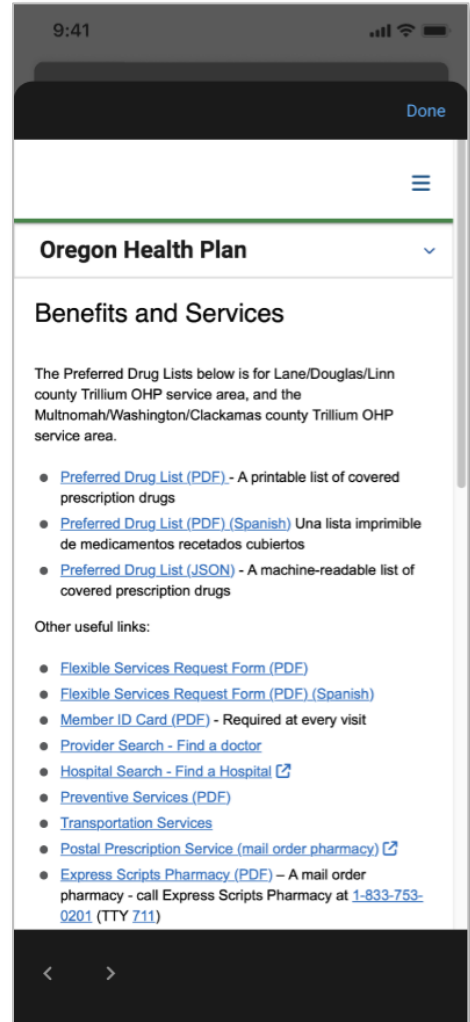 9:41
Done
Oregon Health Plan
Benefits and Services
The Preferred Drug Lists below is for Lane/Douglas/Linn
county Trillium OHP service area, and the
Multnomah/Washington/Clackamas county Trillium OHP
service area.
Preferred Drug List (PDF) - A printable list of covered
prescription drugs
Preferred Drug List (PDF) (Spanish) Una lista imprimible
de medicamentos recetados cubiertos
Preferred Drug List (JSON) - A machine-readable list of
covered prescription drugs
Other useful links:
Flexible Services Request Form (PDF)
Flexible Services Request Form (PDF) (Spanish)
Member ID Card (PDF) - Required at every visit
Provider Search - Find a doctor
Hospital Search - Find a Hospital
Preventive Services (PDF)
Transportation Services
Postal Prescription Service (mail order pharmacy)
Express Scripts Pharmacy (PDF) – A mail order
pharmacy - call Express Scripts Pharmacy at 1-833-753-
0201 (TTY 711)